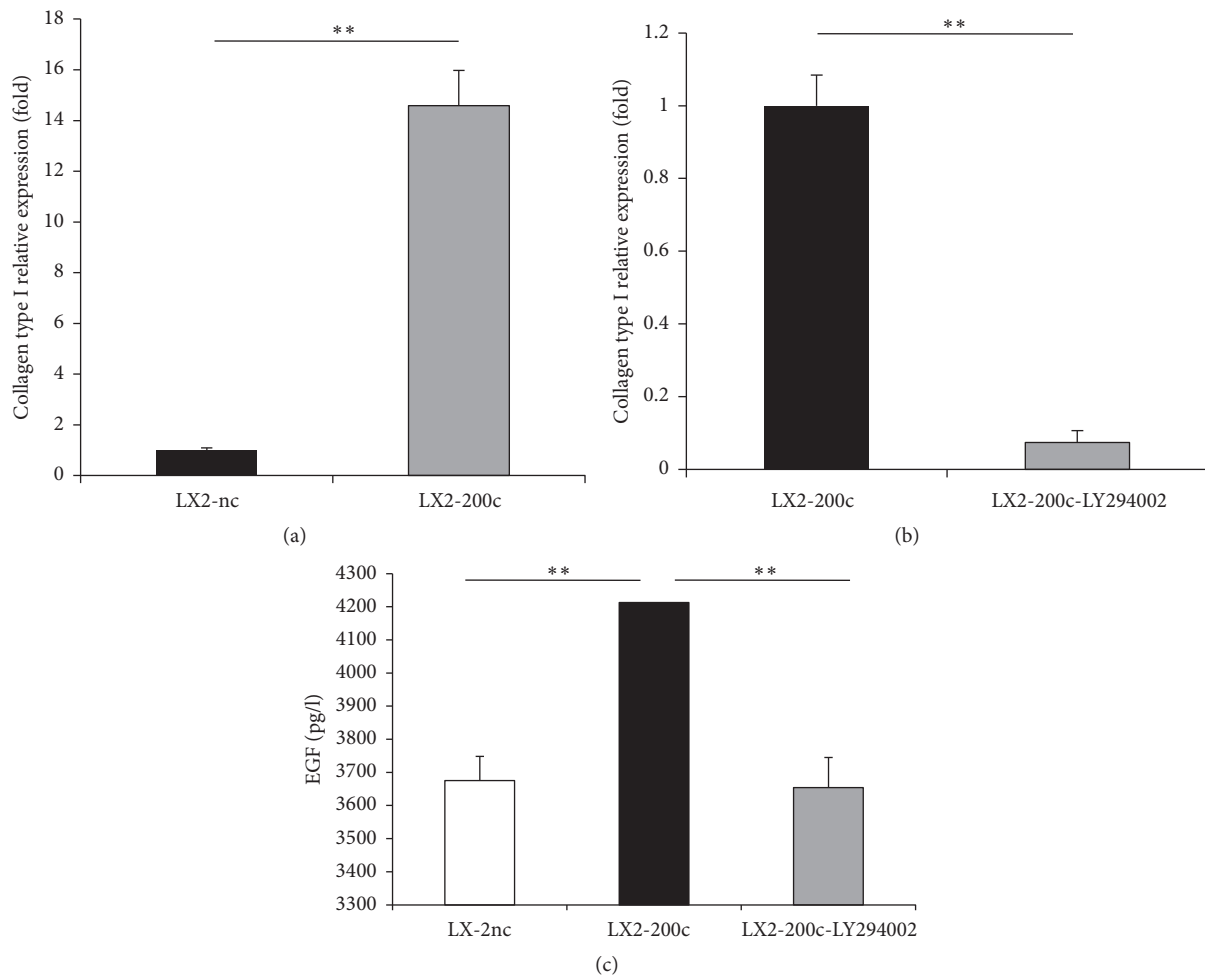 Collagen type I relative expression (fold)
18
16
14
12
10
8
6
4
2
0
**
LX2-nc
LX2-200c
(a)
Collagen type I relative expression (fold)
1.2
1
0.8
0.6
0.4
0.2
0
**
LX2-200c
LX2-200c-LY294002
(b)
EGF (pg/l)
4300
4200
4100
4000
3900
3800
3700
3600
3500
3400
3300
**
**
LX-2nc
LX2-200c
LX2-200c-LY294002
(c)